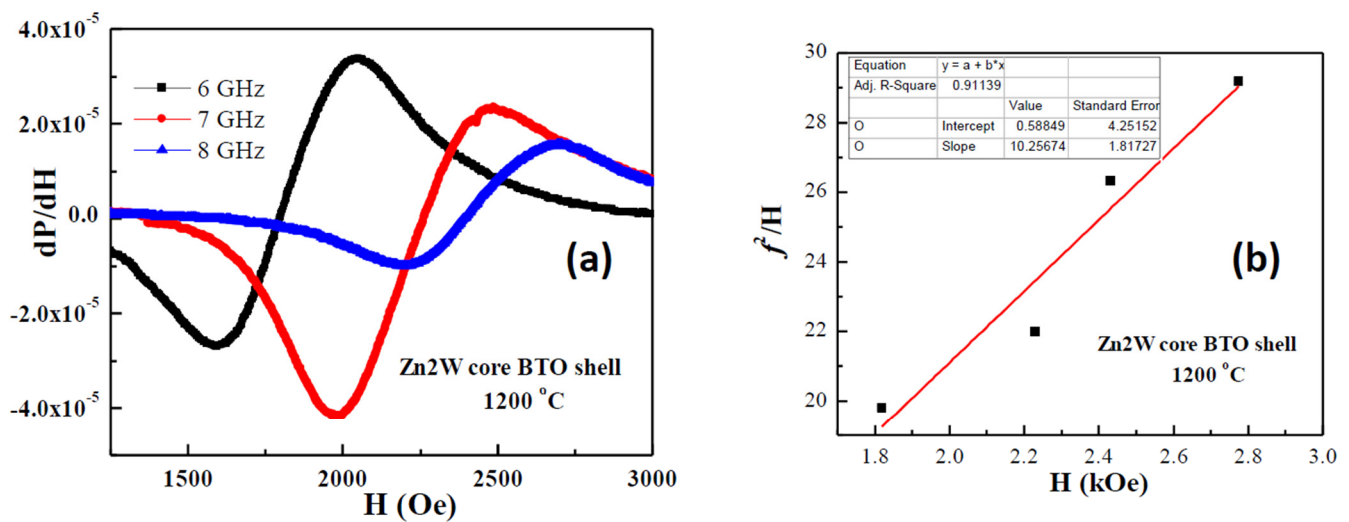 4.0x10⁻⁵
2.0x10⁻⁵
0.0
-2.0x10⁻⁵
-4.0x10⁻⁵
dP/dH
6 GHz
7 GHz
8 GHz
(a)
Zn2W core BTO shell
1200 °C
1500 2000 2500 3000
H (Oe)
30
28
26
24
22
20
f²/H
Equation y = a + b*x
Adj. R-Square 0.91139
Value Standard Error
O Intercept 0.58849 4.25152
O Slope 10.25674 1.81727
(b)
Zn2W core BTO shell
1200 °C
1.8 2.0 2.2 2.4 2.6 2.8 3.0
H (kOe)